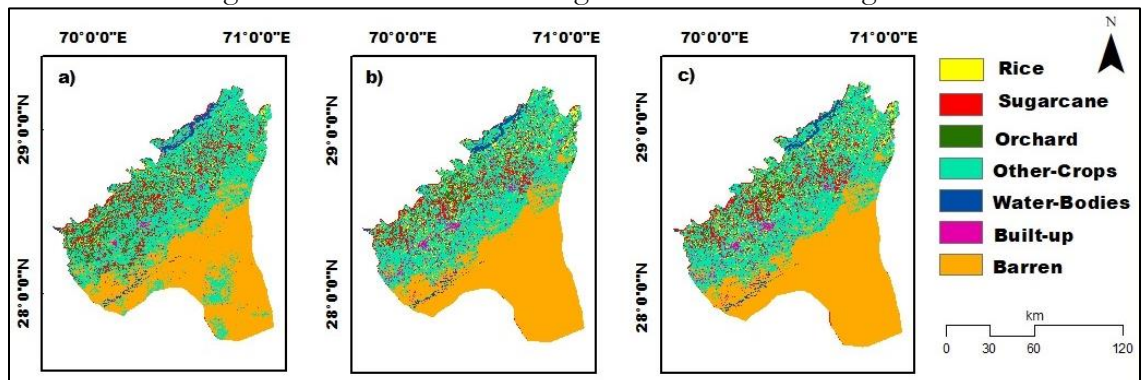 70°0'0"E 71°0'0"E 70°0'0"E 71°0'0"E 70°0'0"E 71°0'0"E
N
a) b) c)
29°0'0"N 29°0'0"N 29°0'0"N
28°0'0"N 28°0'0"N 28°0'0"N
Rice
Sugarcane
Orchard
Other-Crops
Water-Bodies
Built-up
Barren
km
0 30 60 120